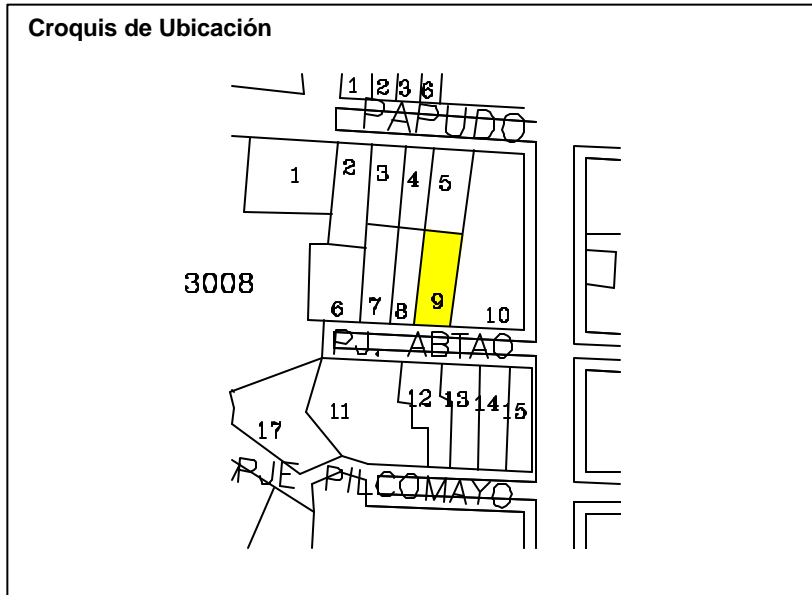 Croquis de Ubicación
1 2 3 6
PAPUDO
1 2 3 4 5
3008
6 7 8 9 10
PJ. ABTAO
11 12 13 14 15
17
PJE PILCOMAYO